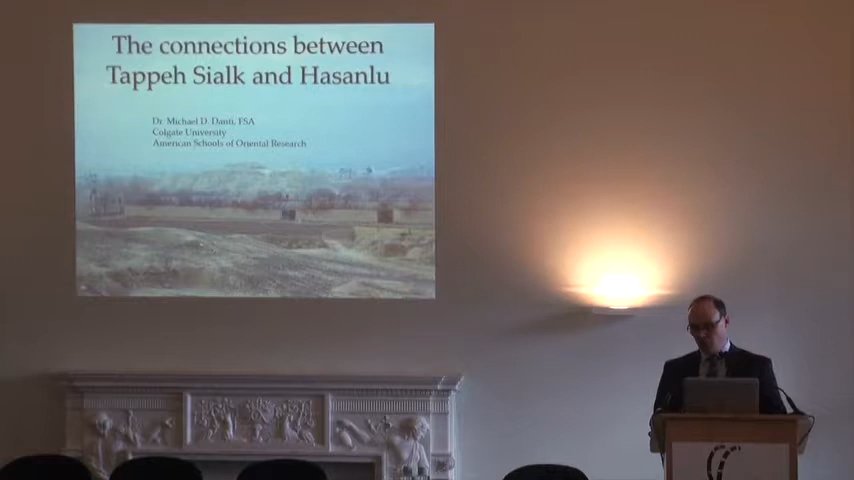 The connections between
Tappeh Sialk and Hasanlu
Dr. Michael D. Danti, FSA
Colgate University
American Schools of Oriental Research